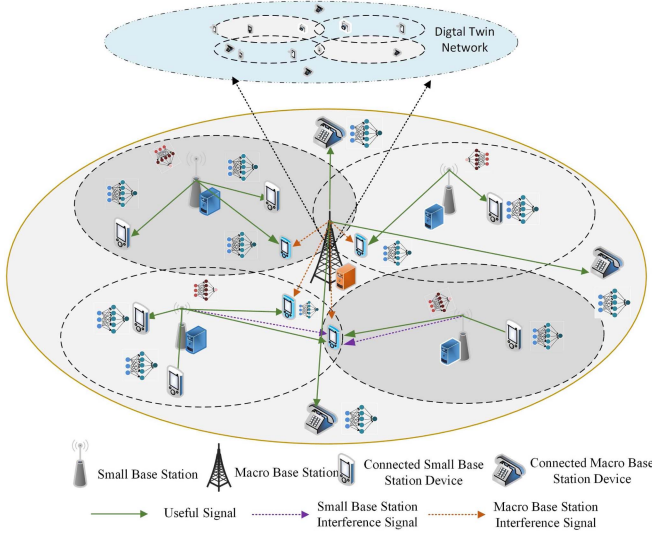 Digtal Twin
Network
Small Base Station
Macro Base Station
Connected Small Base
Station Device
Connected Macro Base
Station Device
Useful Signal
Small Base Station
Interference Signal
Macro Base Station
Interference Signal